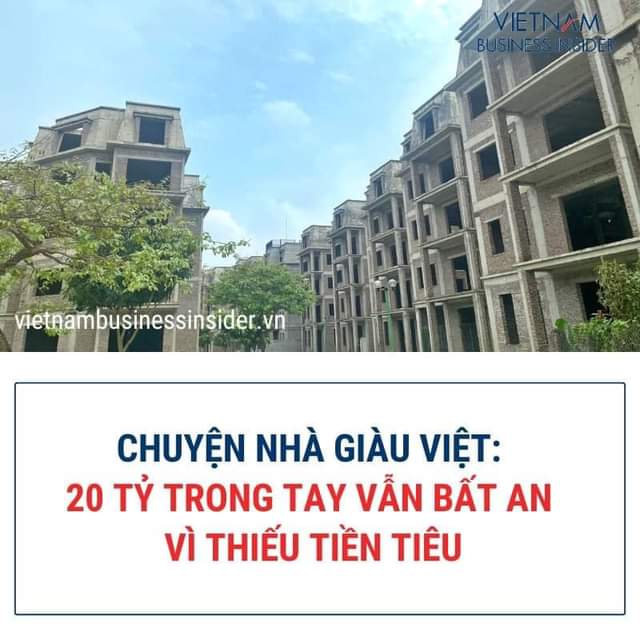 VIETNAM
BUSINESS INSIDER
vietnambusinessinsider.vn
CHUYỆN NHÀ GIÀU VIỆT:
20 TỶ TRONG TAY VẪN BẤT AN
VÌ THIẾU TIỀN TIÊU